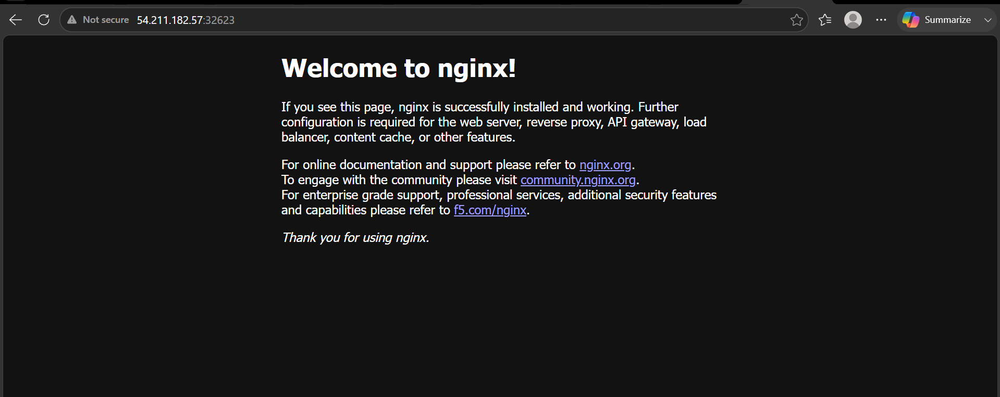 Not secure 54.211.182.57:32623
Summarize
Welcome to nginx!
If you see this page, nginx is successfully installed and working. Further
configuration is required for the web server, reverse proxy, API gateway, load
balancer, content cache, or other features.
For online documentation and support please refer to nginx.org.
To engage with the community please visit community.nginx.org.
For enterprise grade support, professional services, additional security features
and capabilities please refer to f5.com/nginx.
Thank you for using nginx.